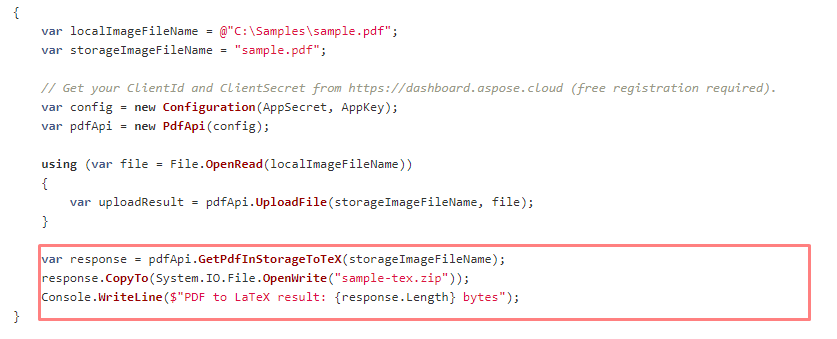 {
var localImageFileName = @"C:\Samples\sample.pdf";
var storageImageFileName = "sample.pdf";
// Get your ClientId and ClientSecret from https://dashboard.aspose.cloud (free registration required).
var config = new Configuration(AppSecret, AppKey);
var pdfApi = new PdfApi(config);
using (var file = File.OpenRead(localImageFileName))
{
var uploadResult = pdfApi.UploadFile(storageImageFileName, file);
}
var response = pdfApi.GetPdfInStorageToTeX(storageImageFileName);
response.CopyTo(System.IO.File.OpenWrite("sample-tex.zip"));
Console.WriteLine($"PDF to LaTeX result: {response.Length} bytes");
}